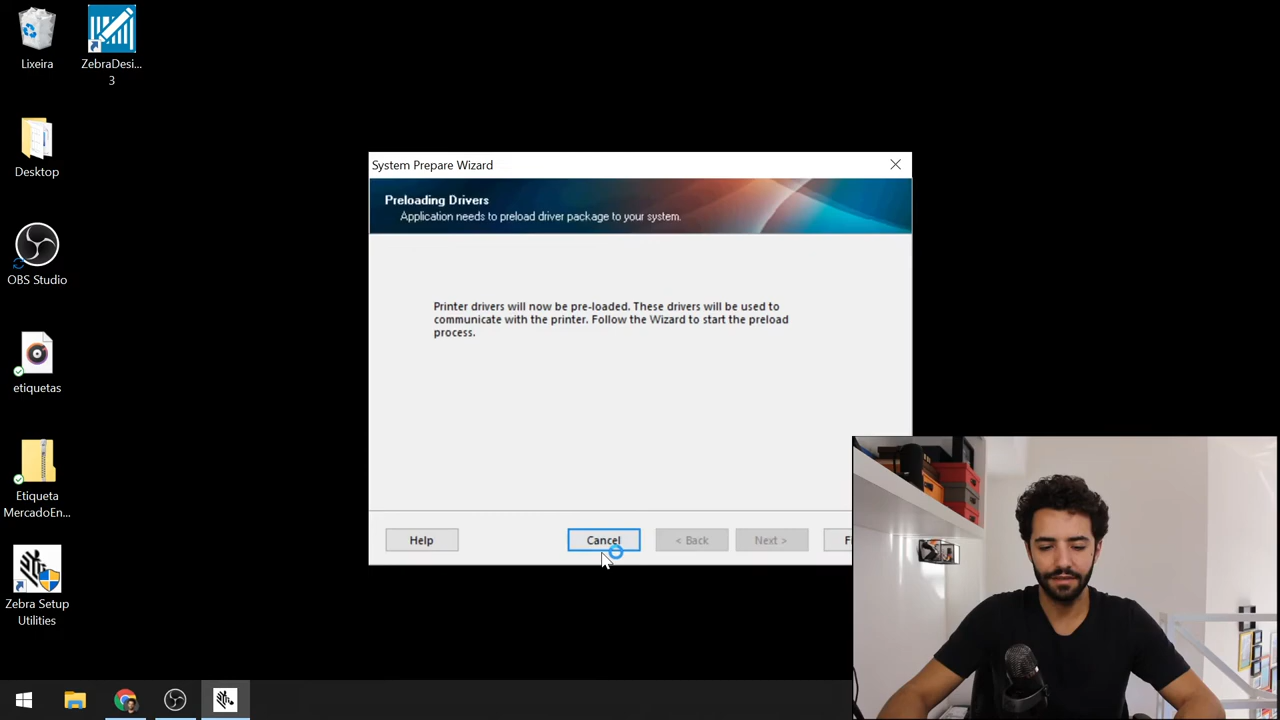 Lixeira
ZebraDesi...
3
Desktop
OBS Studio
etiquetas
Etiqueta
MercadoEn...
Zebra Setup
Utilities
System Prepare Wizard
Preloading Drivers
Application needs to preload driver package to your system.
Printer drivers will now be pre-loaded. These drivers will be used to
communicate with the printer. Follow the Wizard to start the preload
process.
Help
Cancel
< Back
Next >